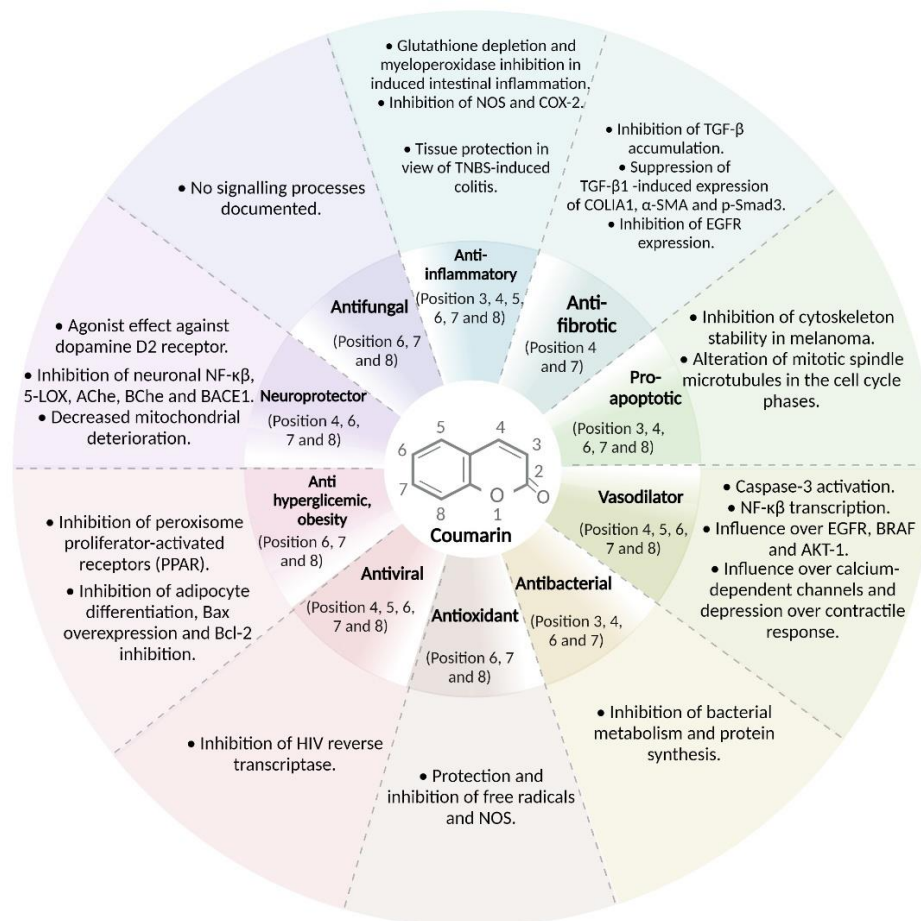 • Glutathione depletion and
myeloperoxidase inhibition in
induced intestinal inflammation.
• Inhibition of NOS and COX-2.
• Tissue protection in
view of TNBS-induced
colitis.
• Inhibition of TGF-β
accumulation.
• Suppression of
TGF-β1 -induced expression
of COLIA1, α-SMA and p-Smad3.
• Inhibition of EGFR
expression.
• No signalling processes
documented.
Anti-
inflammatory
(Position 3, 4, 5,
6, 7 and 8)
Antifungal
(Position 6, 7
and 8)
Anti-
fibrotic
(Position 4
and 7)
• Agonist effect against
dopamine D2 receptor.
• Inhibition of neuronal NF-κβ,
5-LOX, AChe, BChe and BACE1.
• Decreased mitochondrial
deterioration.
Neuroprotector
(Position 4, 6,
7 and 8)
Pro-
apoptotic
(Position 3, 4,
6, 7 and 8)
• Inhibition of cytoskeleton
stability in melanoma.
• Alteration of mitotic spindle
microtubules in the cell cycle
phases.
5
4
6
3
7
2
8
O
O
1
Coumarin
Anti
hyperglicemic,
obesity
(Position 6, 7
and 8)
Vasodilator
(Position 4, 5, 6,
7 and 8)
• Caspase-3 activation.
• NF-κβ transcription.
• Influence over EGFR, BRAF
and AKT-1.
• Influence over calcium-
dependent channels and
depression over contractile
response.
• Inhibition of peroxisome
proliferator-activated
receptors (PPAR).
• Inhibition of adipocyte
differentiation, Bax
overexpression and Bcl-2
inhibition.
Antiviral
(Position 4, 5, 6,
7 and 8)
Antioxidant
(Position 6, 7
and 8)
Antibacterial
(Position 3, 4,
6 and 7)
• Inhibition of HIV reverse
transcriptase.
• Protection and
inhibition of free radicals
and NOS.
• Inhibition of bacterial
metabolism and protein
synthesis.